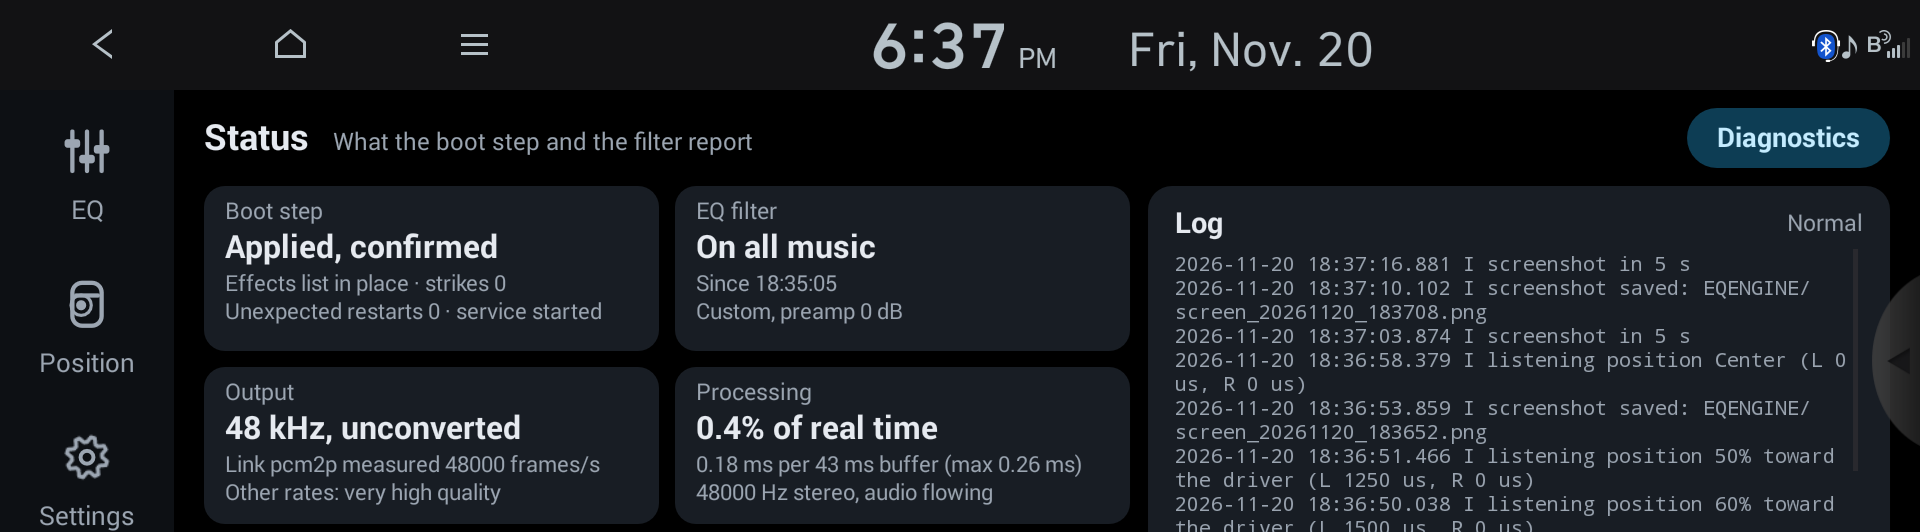 6:37 PM
Fri, Nov. 20
B
EQ
Position
Settings
Status
What the boot step and the filter report
Diagnostics
Boot step
Applied, confirmed
Effects list in place · strikes 0
Unexpected restarts 0 · service started
EQ filter
On all music
Since 18:35:05
Custom, preamp 0 dB
Output
48 kHz, unconverted
Link pcm2p measured 48000 frames/s
Other rates: very high quality
Processing
0.4% of real time
0.18 ms per 43 ms buffer (max 0.26 ms)
48000 Hz stereo, audio flowing
Log
Normal
2026-11-20 18:37:16.881 I screenshot in 5 s
2026-11-20 18:37:10.102 I screenshot saved: EQENGINE/
screen_20261120_183708.png
2026-11-20 18:37:03.874 I screenshot in 5 s
2026-11-20 18:36:58.379 I listening position Center (L 0
us, R 0 us)
2026-11-20 18:36:53.859 I screenshot saved: EQENGINE/
screen_20261120_183652.png
2026-11-20 18:36:51.466 I listening position 50% toward
the driver (L 1250 us, R 0 us)
2026-11-20 18:36:50.038 I listening position 60% toward
the driver (L 1500 us, R 0 us)